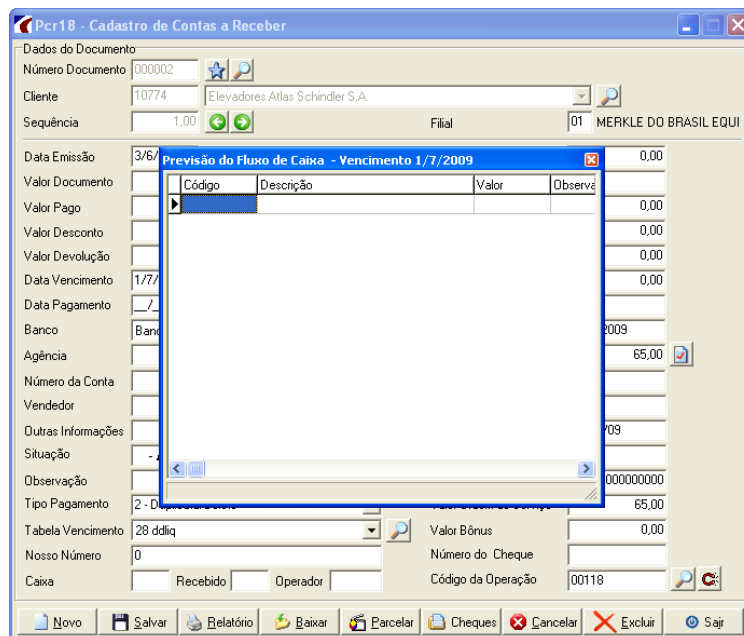 Pcr18 - Cadastro de Contas a Receber
Dados do Documento
Número Documento 000002
Cliente 10774 Elevadores Atlas Schindler S.A.
Sequência 1,00 Filial 01 MERKLE DO BRASIL EQUI
Data Emissão 3/6/ 0,00
Previsão do Fluxo de Caixa - Vencimento 1/7/2009
Código Descrição Valor Observa
Valor Documento
Valor Pago 0,00
Valor Desconto 0,00
Valor Devolução 0,00
Data Vencimento 1/7/ 0,00
Data Pagamento __/_
Banco Banc 2009
Agência 65,00
Número da Conta
Vendedor
Outras Informações /09
Situação -
Observação 000000000
Tipo Pagamento 2 - D 65,00
Tabela Vencimento 28 ddliq Valor Bônus 0,00
Nosso Número 0 Número do Cheque
Caixa Recebido Operador Código da Operação 00118
Novo Salvar Relatório Baixar Parcelar Cheques Cancelar Excluir Sair